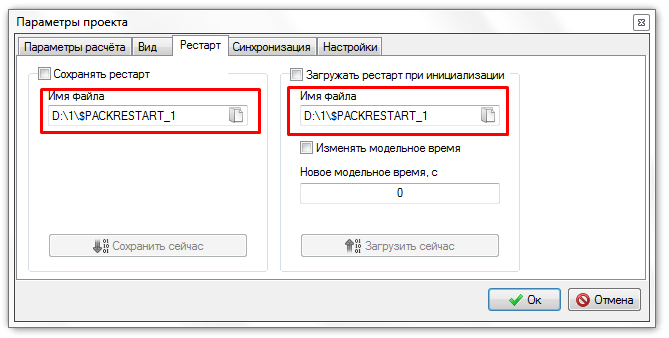 Параметры проекта
Параметры расчёта Вид Рестарт Синхронизация Настройки
Сохранять рестарт
Имя файла
D:\1\$PACKRESTART_1
Сохранить сейчас
Загружать рестарт при инициализации
Имя файла
D:\1\$PACKRESTART_1
Изменять модельное время
Новое модельное время, с
0
Загрузить сейчас
Ок Отмена